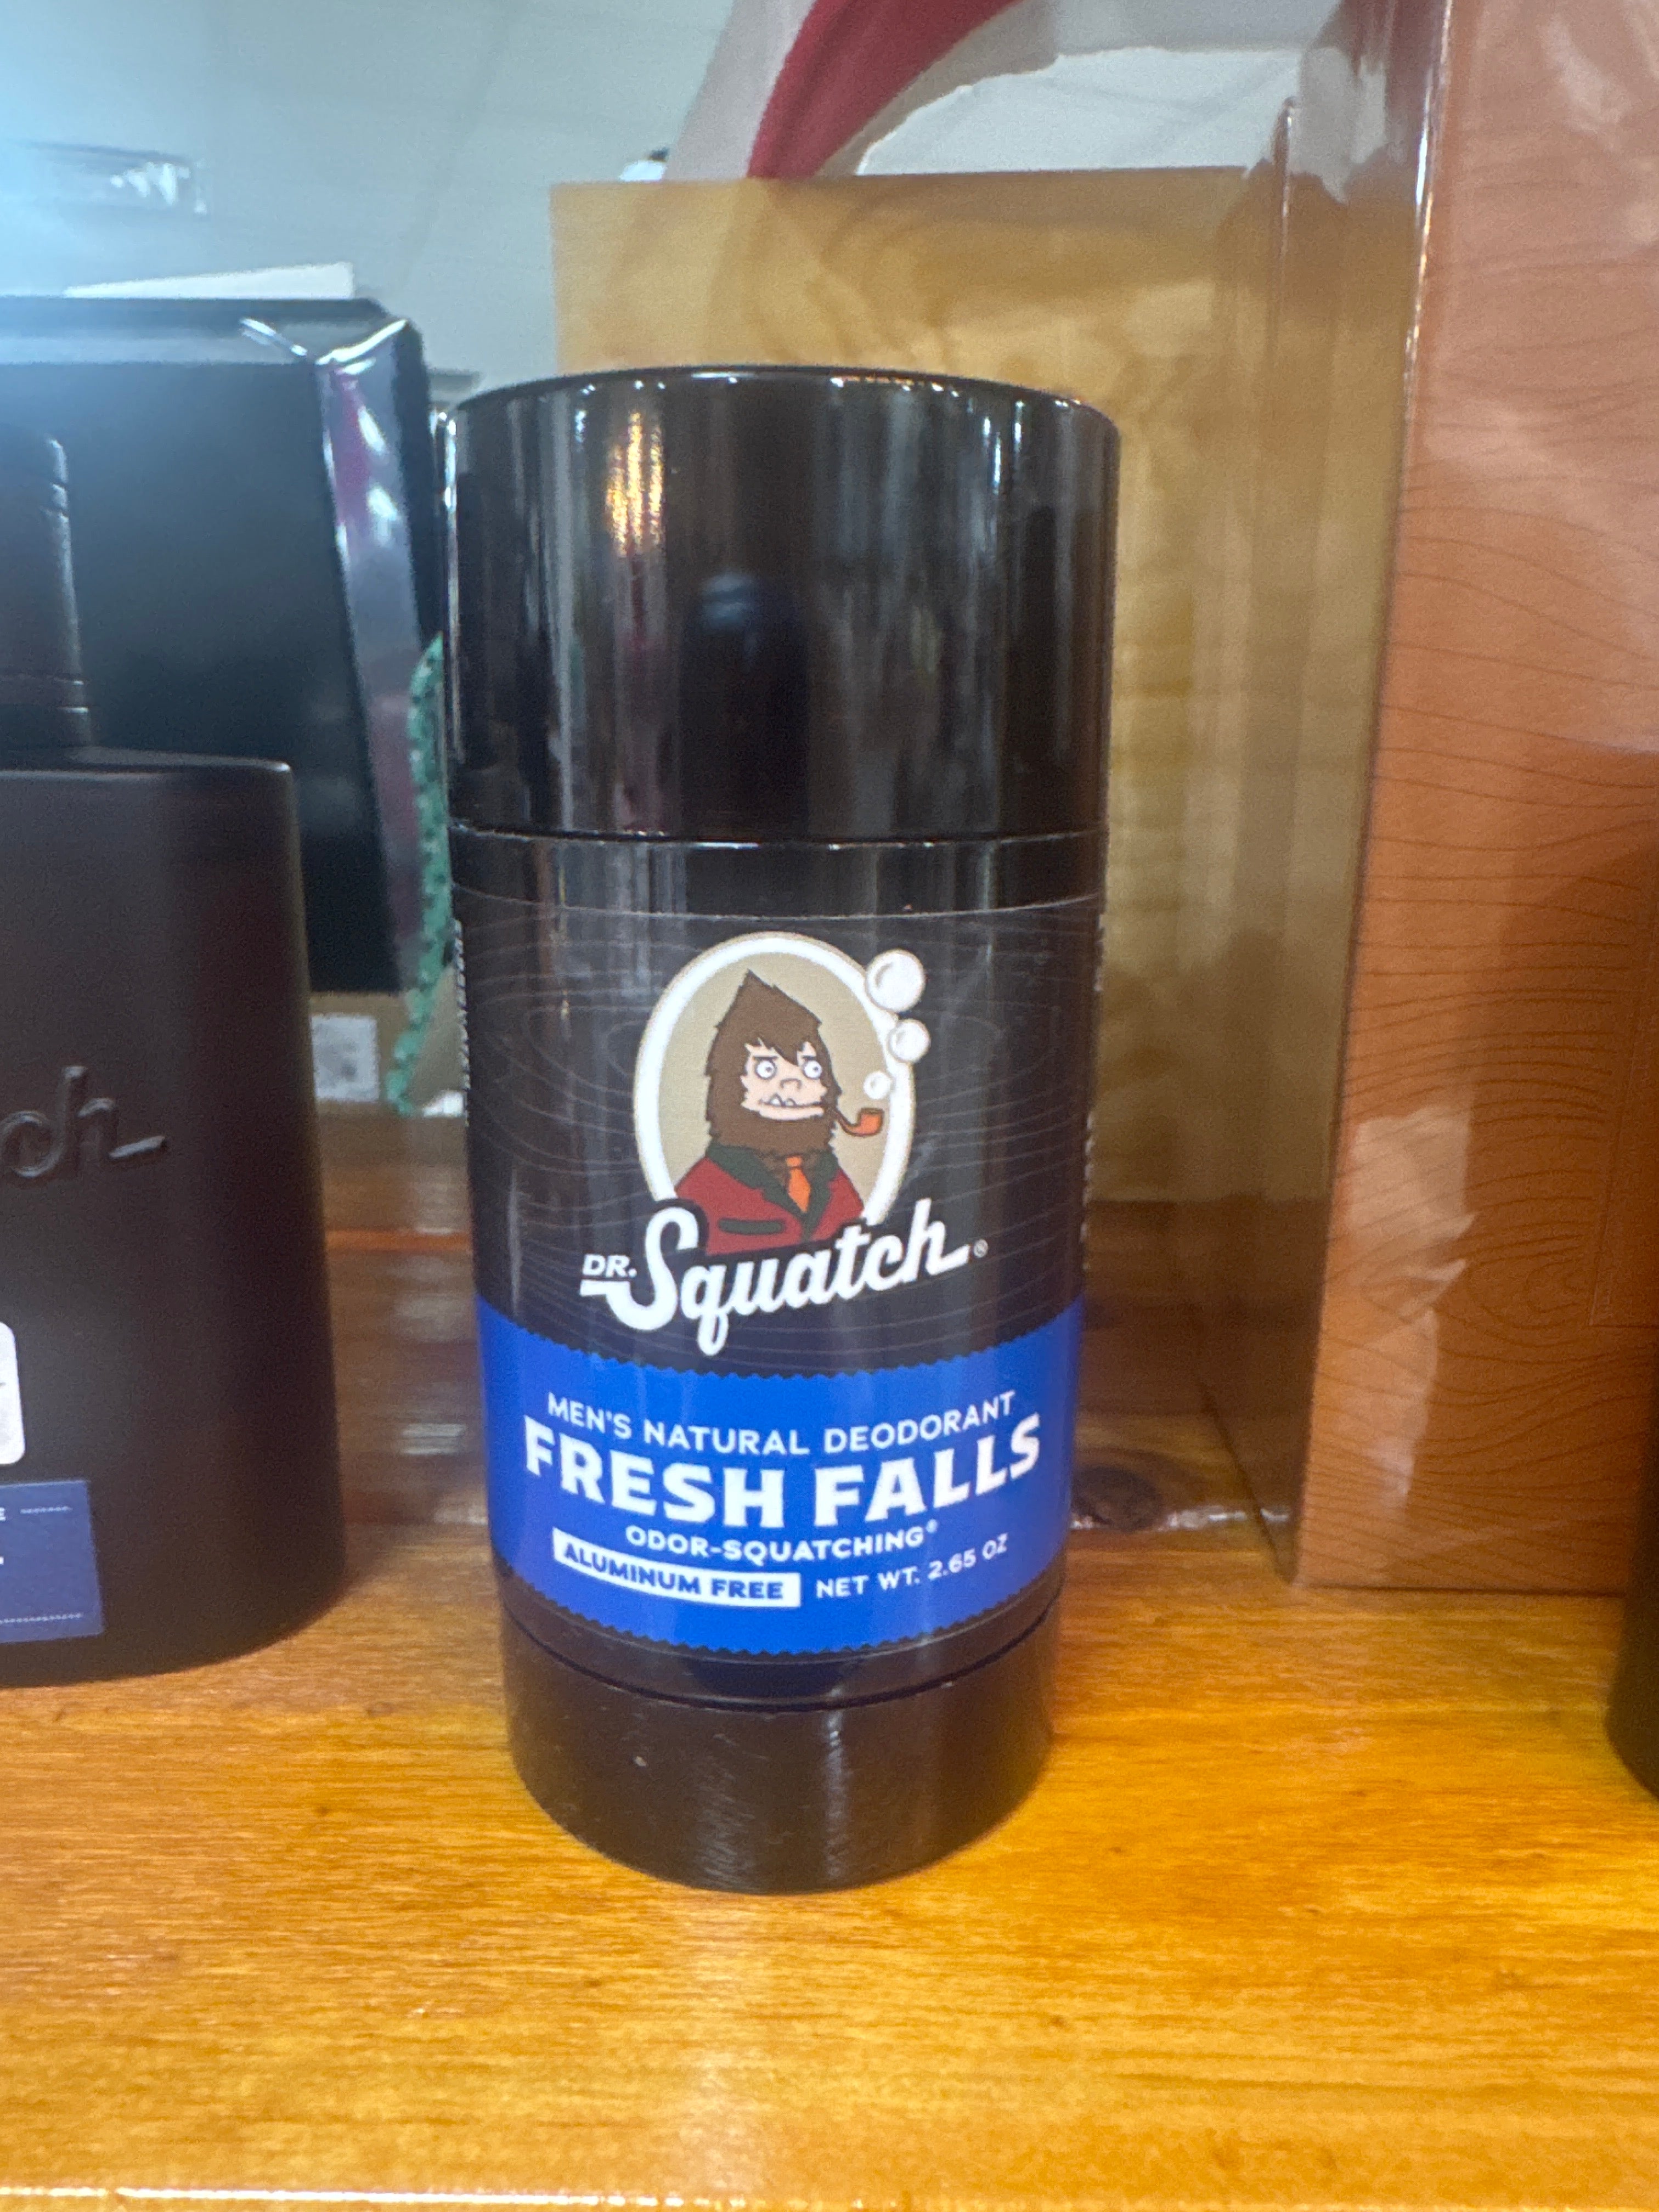 DR. Squatch®
MEN'S NATURAL DEODORANT
FRESH FALLS
ODOR-SQUATCHING®
ALUMINUM FREE NET WT. 2.65 OZ